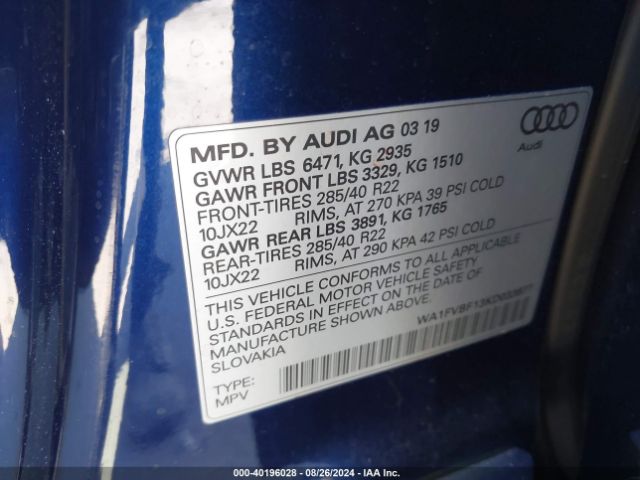 MFD. BY AUDI AG 03 19
GVWR LBS 6471, KG 2935
GAWR FRONT LBS 3329, KG 1510
FRONT-TIRES 285/40 R22
10JX22 RIMS, AT 270 KPA 39 PSI COLD
GAWR REAR LBS 3891, KG 1765
REAR-TIRES 285/40 R22
10JX22 RIMS, AT 290 KPA 42 PSI COLD
THIS VEHICLE CONFORMS TO ALL APPLICABLE
U.S. FEDERAL MOTOR VEHICLE SAFETY
STANDARDS IN EFFECT ON THE DATE OF
MANUFACTURE SHOWN ABOVE.
SLOVAKIA
TYPE:
MPV
Audi
000-40196028 - 08/26/2024 - IAA Inc.